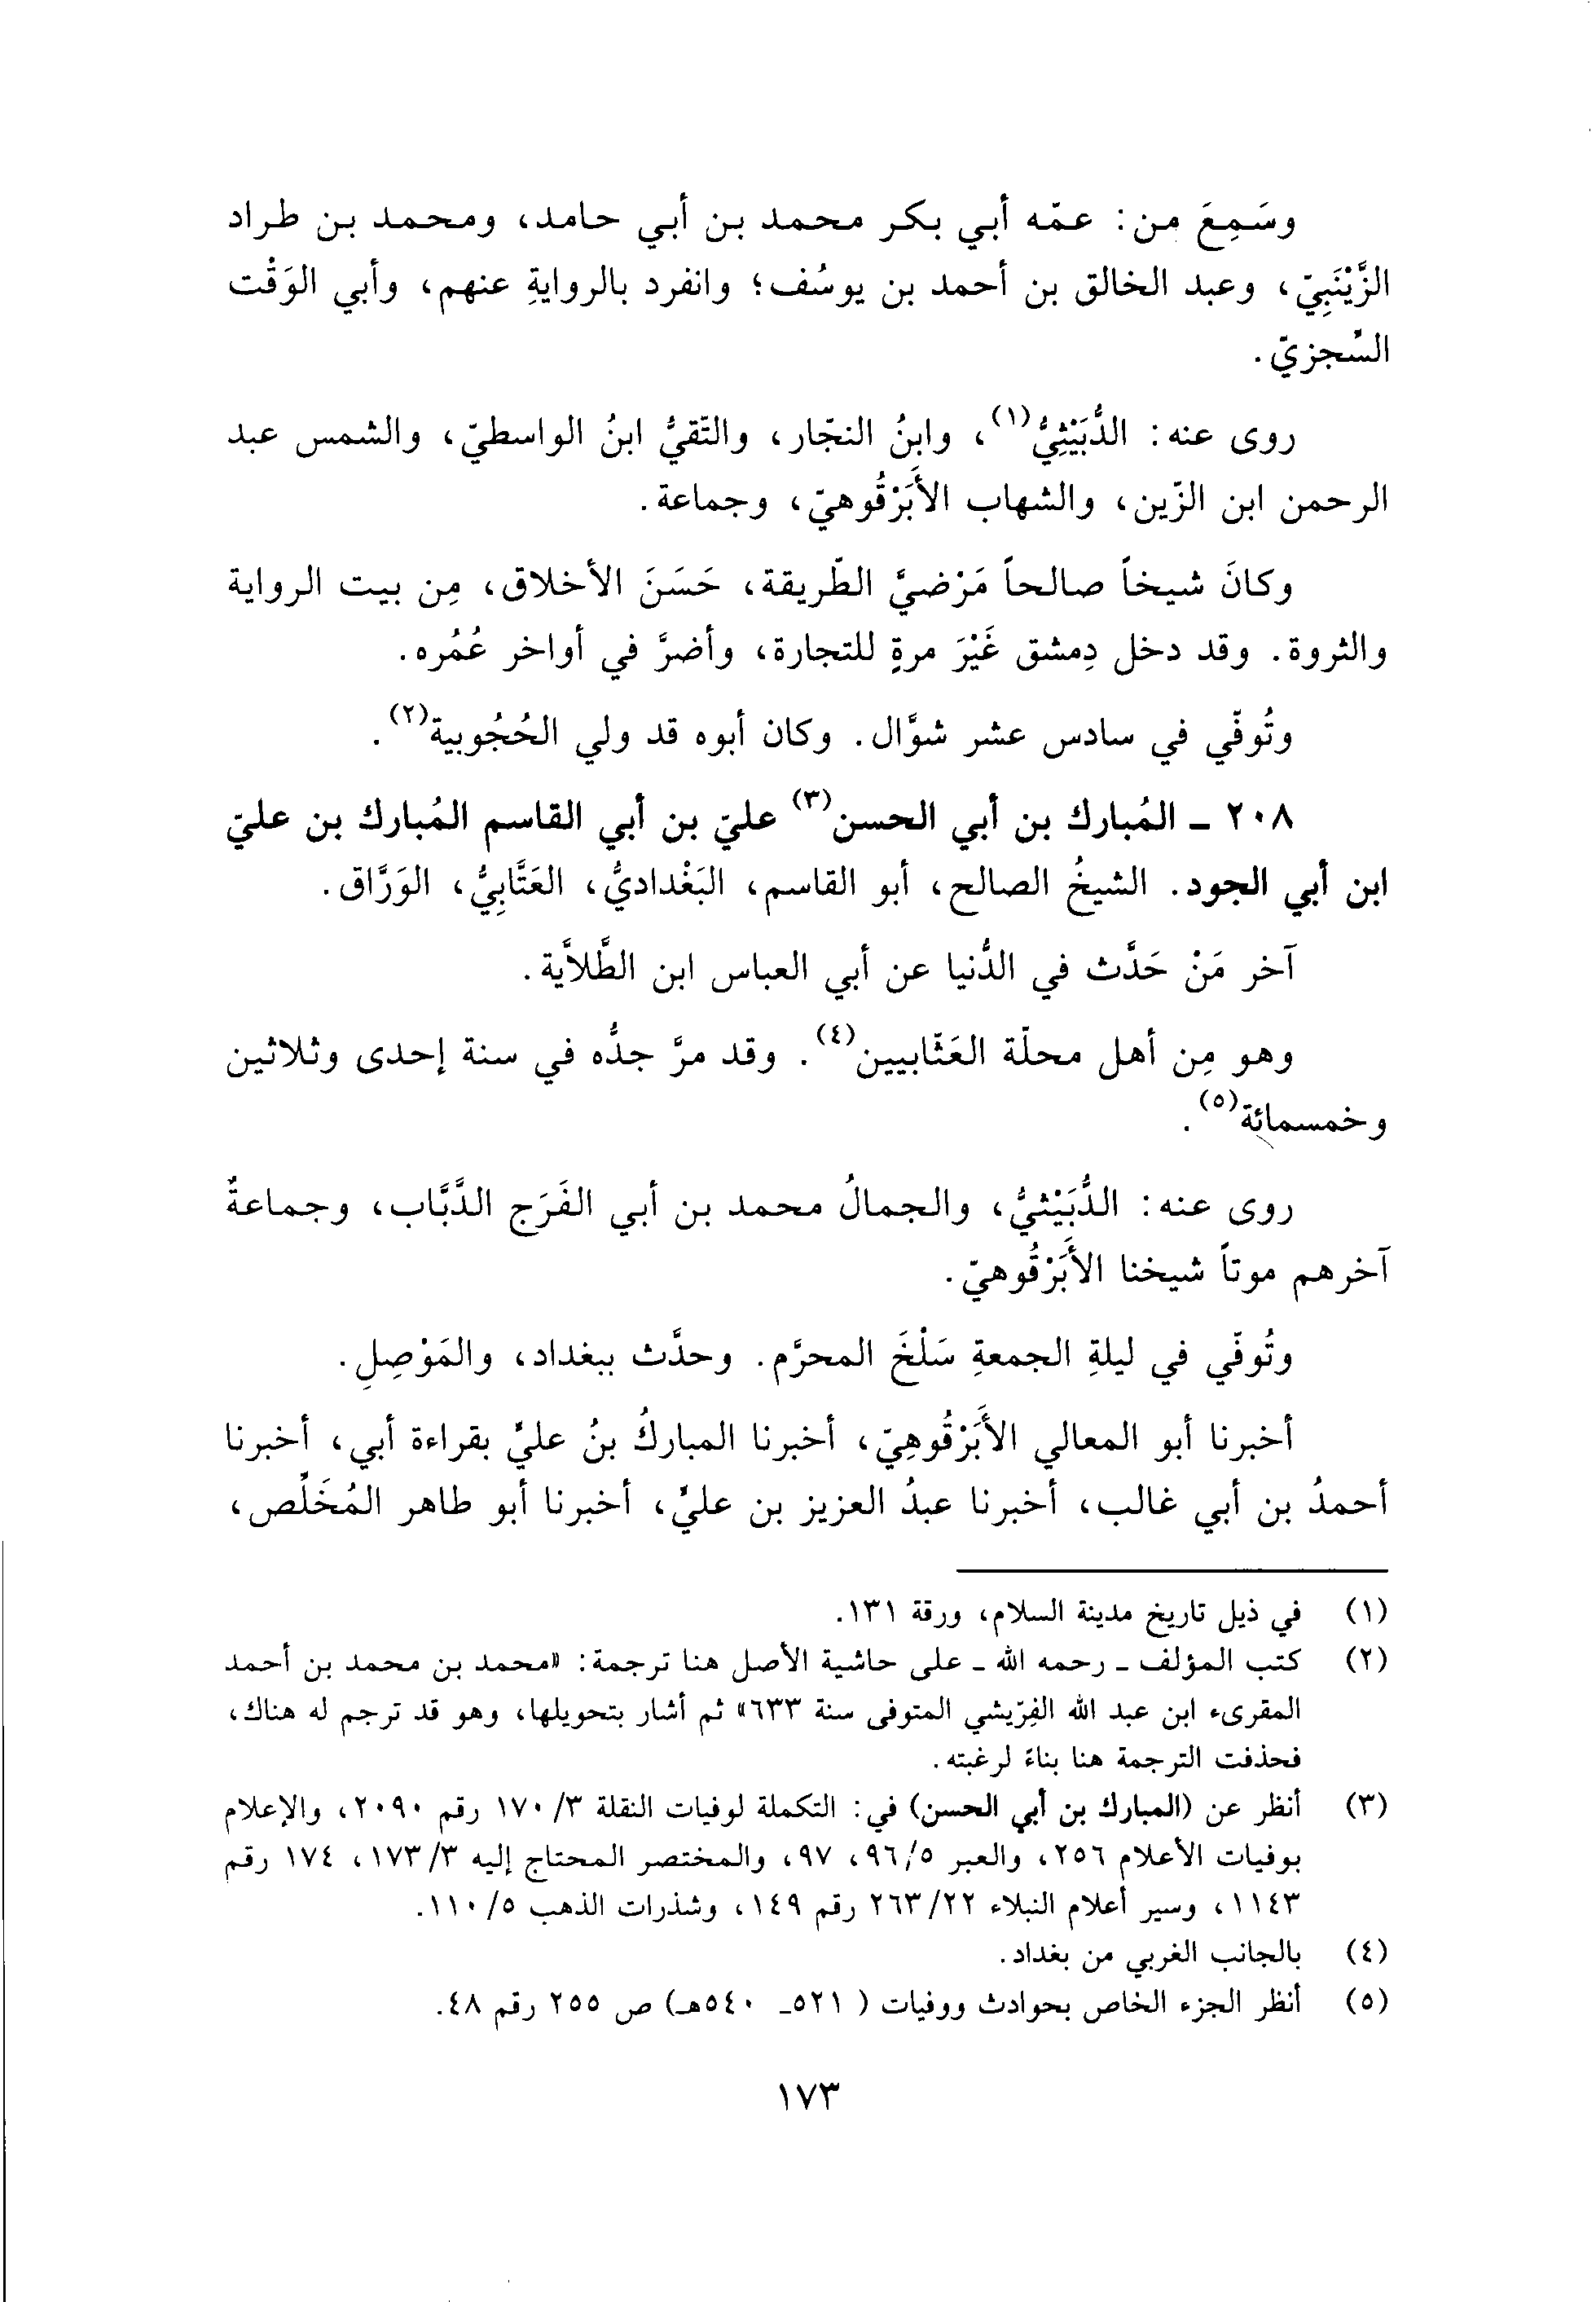 وسَمِعَ من: عمّه أبي بكر محمد بن أبي حامد، ومحمد بن طراد
الزَّيْنَبِيّ، وعبد الخالق بن أحمد بن يوسُف؛ وانفرد بالروايةِ عنهم، وأبي الوَقْت
السِّجزيّ.
روى عنه: الدُّبَيْثِيُّ(١)، وابنُ النجّار، والتّقيُّ ابنُ الواسطيّ، والشمس عبد
الرحمن ابن الزّين، والشهاب الأَبَرْقُوهيّ، وجماعة.
وكانَ شيخاً صالحاً مَرْضيَّ الطّريقة، حَسَنَ الأخلاق، مِن بيت الرواية
والثروة. وقد دخل دِمشق غَيْرَ مرةٍ للتجارة، وأضرَّ في أواخر عُمُره.
وتُوفّي في سادس عشر شوَّال. وكان أبوه قد ولي الحُجُوبية(٢).
٢٠٨ ـ المُبارك بن أبي الحسن(٣) عليّ بن أبي القاسم المُبارك بن عليّ
ابن أبي الجود. الشيخُ الصالح، أبو القاسم، البَغْداديُّ، العَتَّابِيُّ، الوَرَّاق.
آخر مَنْ حَدَّث في الدُّنيا عن أبي العباس ابن الطَّلاَّية.
وهو مِن أهل محلّة العَتّابيين(٤). وقد مرَّ جدُّه في سنة إحدى وثلاثين
وخمسمائة(٥).
روى عنه: الدُّبَيْثيُّ، والجمالُ محمد بن أبي الفَرَج الدَّبَّاب، وجماعةٌ
آخرهم موتاً شيخنا الأَبَرْقُوهيّ.
وتُوفّي في ليلةِ الجمعةِ سَلْخَ المحرَّم. وحدَّث ببغداد، والمَوْصِلِ.
أخبرنا أبو المعالي الأَبَرْقُوهِيّ، أخبرنا المباركُ بنُ عليٍّ بقراءة أبي، أخبرنا
أحمدُ بن أبي غالب، أخبرنا عبدُ العزيز بن عليٍّ، أخبرنا أبو طاهر المُخَلِّص،
(١) في ذيل تاريخ مدينة السلام، ورقة ١٣١.
(٢) كتب المؤلف ـ رحمه الله ـ على حاشية الأصل هنا ترجمة: «محمد بن محمد بن أحمد
المقرىء ابن عبد الله الفِرّيشي المتوفى سنة ٦٣٣» ثم أشار بتحويلها، وهو قد ترجم له هناك،
فحذفت الترجمة هنا بناءً لرغبته.
(٣) أنظر عن (المبارك بن أبي الحسن) في: التكملة لوفيات النقلة ٣/ ١٧٠ رقم ٢٠٩٠، والإعلام
بوفيات الأعلام ٢٥٦، والعبر ٥/ ٩٦، ٩٧، والمختصر المحتاج إليه ٣/ ١٧٣، ١٧٤ رقم
١١٤٣، وسير أعلام النبلاء ٢٢/ ٢٦٣ رقم ١٤٩، وشذرات الذهب ٥/ ١١٠.
(٤) بالجانب الغربي من بغداد.
(٥) أنظر الجزء الخاص بحوادث ووفيات ( ٥٢١ـ ٥٤٠هـ) ص ٢٥٥ رقم ٤٨.
١٧٣